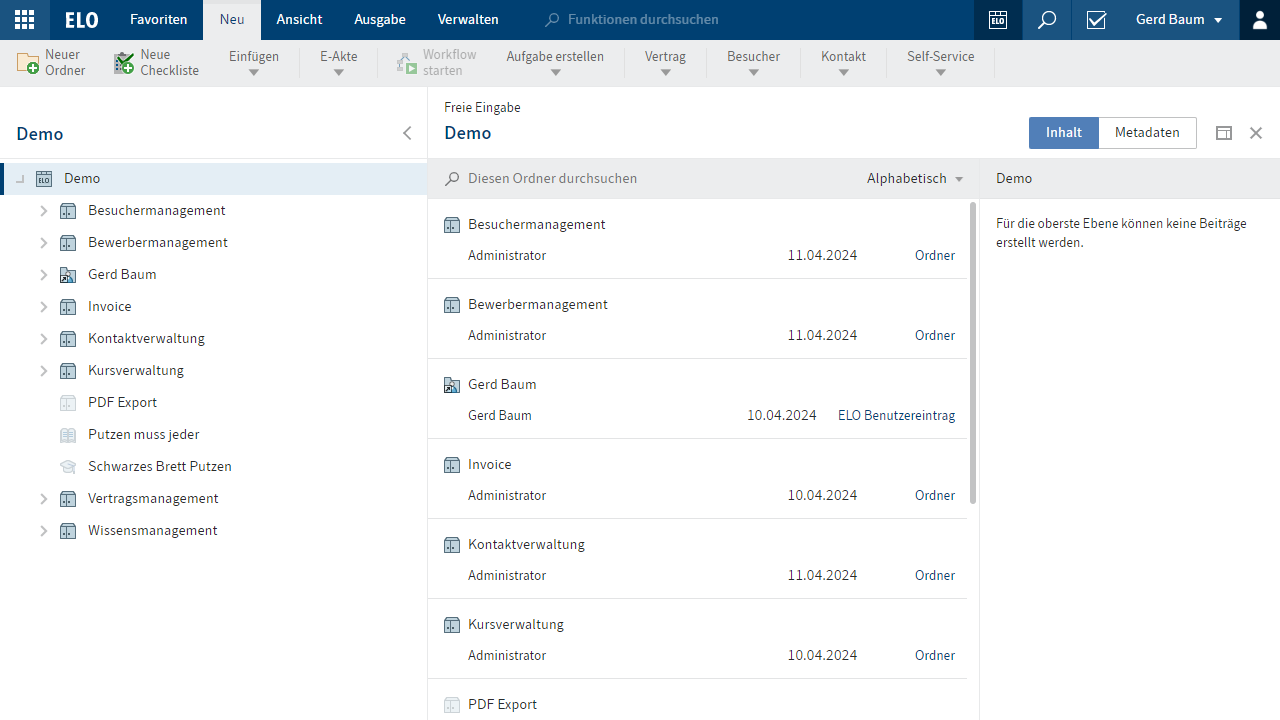 ELO
Favoriten
Neu
Ansicht
Ausgabe
Verwalten
Funktionen durchsuchen
ELO
Gerd Baum
Neuer
Ordner
Neue
Checkliste
Einfügen
E-Akte
Workflow
starten
Aufgabe erstellen
Vertrag
Besucher
Kontakt
Self-Service
Demo
Freie Eingabe
Demo
Inhalt
Metadaten
ELO
Demo
Besuchermanagement
Bewerbermanagement
Gerd Baum
Invoice
Kontaktverwaltung
Kursverwaltung
PDF Export
Putzen muss jeder
Schwarzes Brett Putzen
Vertragsmanagement
Wissensmanagement
Diesen Ordner durchsuchen
Alphabetisch
Besuchermanagement
Administrator 11.04.2024 Ordner
Bewerbermanagement
Administrator 11.04.2024 Ordner
Gerd Baum
Gerd Baum 10.04.2024 ELO Benutzereintrag
Invoice
Administrator 10.04.2024 Ordner
Kontaktverwaltung
Administrator 11.04.2024 Ordner
Kursverwaltung
Administrator 10.04.2024 Ordner
PDF Export
Demo
Für die oberste Ebene können keine Beiträge
erstellt werden.